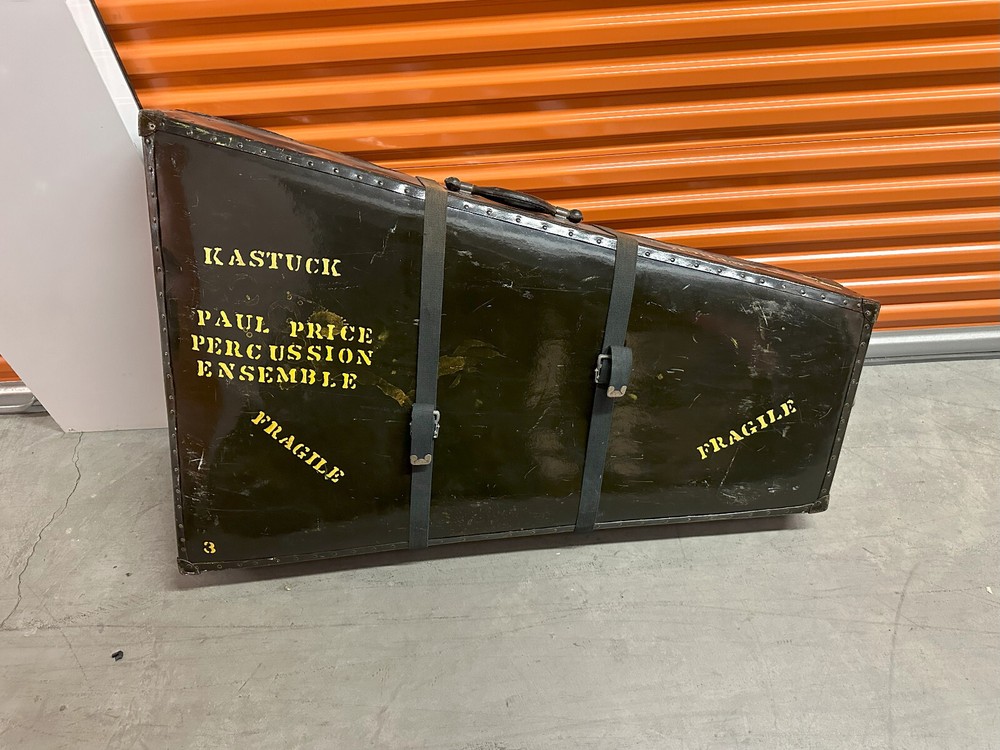 KASTUCK
PAUL PRICE
PERCUSSION
ENSEMBLE
FRAGILE
FRAGILE
3